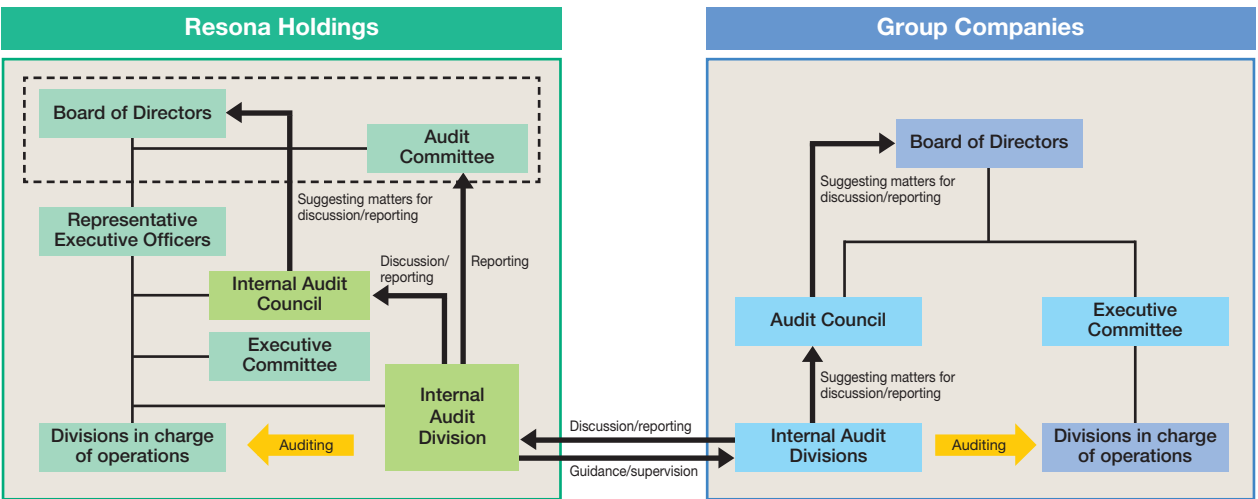 Resona Holdings
Board of Directors
Audit
Committee
Suggesting matters for
discussion/reporting
Representative
Executive Officers
Discussion/
reporting
Reporting
Internal Audit
Council
Executive
Committee
Internal
Audit
Division
Divisions in charge
of operations
Auditing
Discussion/reporting
Guidance/supervision
Group Companies
Board of Directors
Suggesting matters for
discussion/reporting
Audit Council
Executive
Committee
Suggesting matters for
discussion/reporting
Internal Audit
Divisions
Auditing
Divisions in charge
of operations